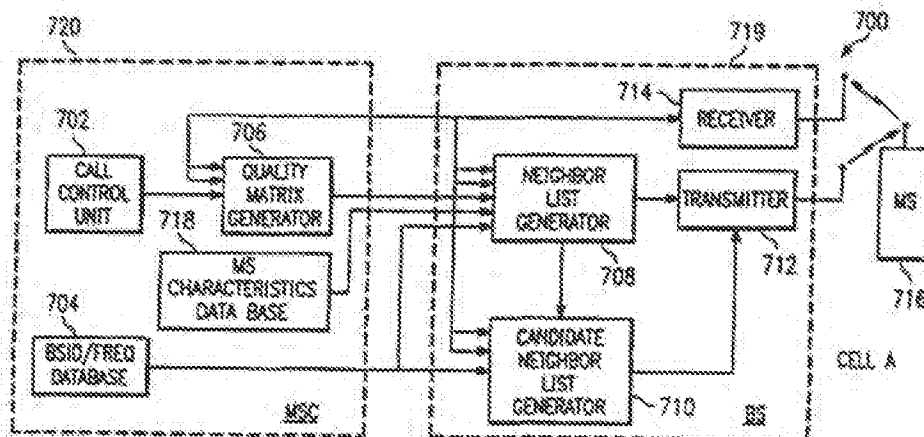 720
719
700
714
RECEIVER
702
CALL
CONTROL
UNIT
706
QUALITY
MATRIX
GENERATOR
NEIGHBOR
LIST
GENERATOR
708
TRANSMITTER
712
MS
716
718
MS
CHARACTERISTICS
DATA BASE
704
BSID/FREQ
DATABASE
CANDIDATE
NEIGHBOR
LIST
GENERATOR
710
CELL A
MSC
BS